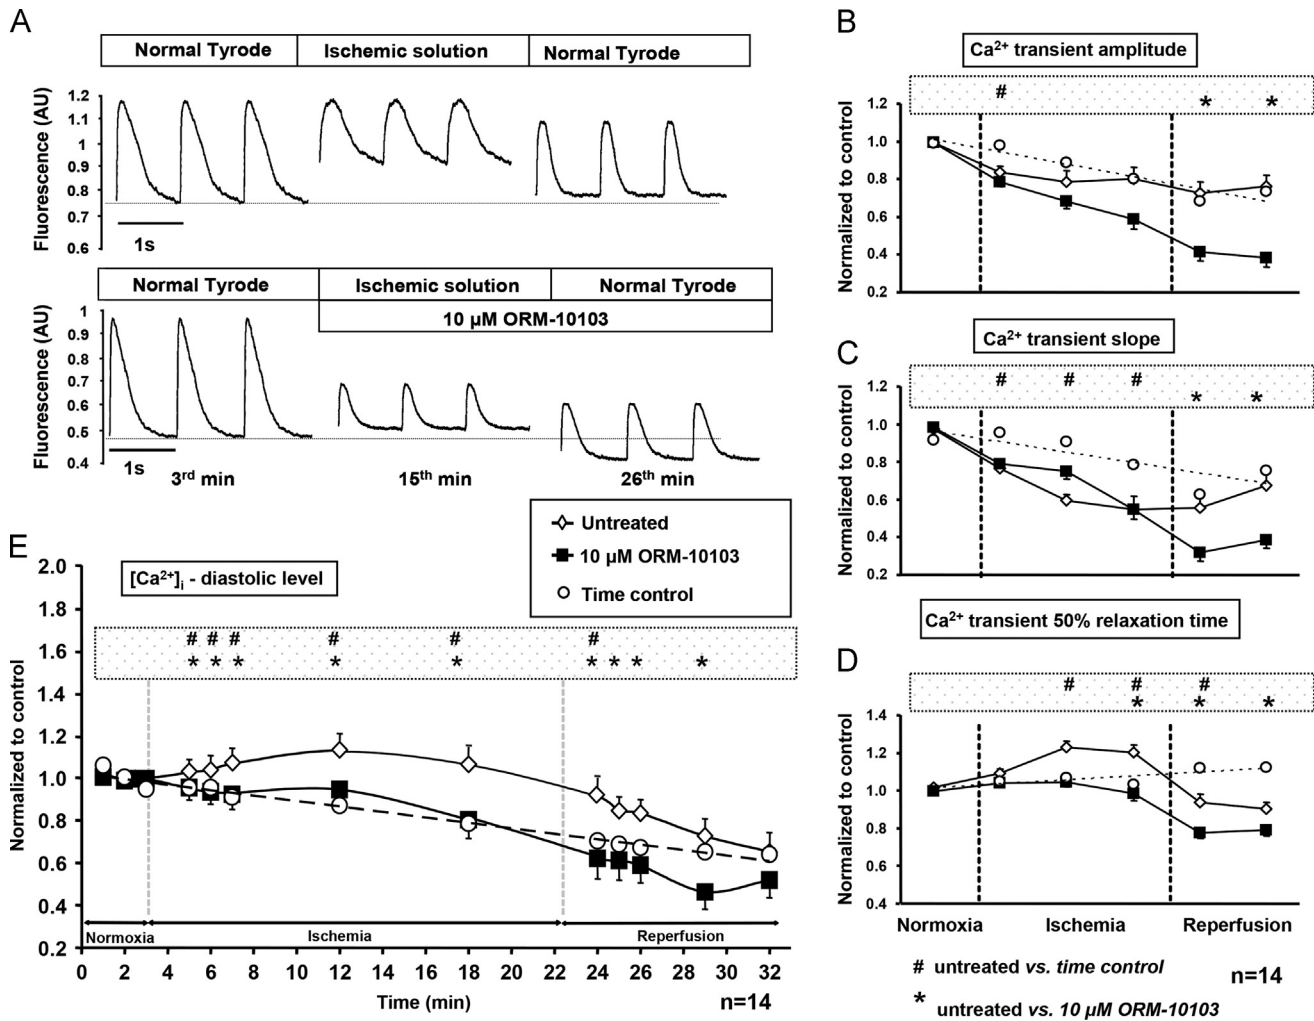 A
Normal Tyrode Ischemic solution Normal Tyrode
Fluorescence (AU)
1.2
1.1
1
0.9
0.8
0.7
0.6
1s
Normal Tyrode Ischemic solution Normal Tyrode
10 µM ORM-10103
Fluorescence (AU)
1
0.9
0.8
0.7
0.6
0.5
0.4
1s
3rd min 15th min 26th min
B
Ca2+ transient amplitude
# * *
Normalized to control
1.2
1.0
0.8
0.6
0.4
0.2
C
Ca2+ transient slope
# # # * *
Normalized to control
1.2
1.0
0.8
0.6
0.4
0.2
D
Ca2+ transient 50% relaxation time
# # #
* * *
Normalized to control
1.4
1.2
1.0
0.8
0.6
0.4
Normoxia Ischemia Reperfusion
# untreated vs. time control
* untreated vs. 10 µM ORM-10103
n=14
E
[Ca2+]i - diastolic level
Untreated
10 µM ORM-10103
Time control
# # # # # #
* * * * * * * * *
Normalized to control
2.0
1.8
1.6
1.4
1.2
1.0
0.8
0.6
0.4
0.2
Normoxia Ischemia Reperfusion
0 2 4 6 8 10 12 14 16 18 20 22 24 26 28 30 32
Time (min)
n=14